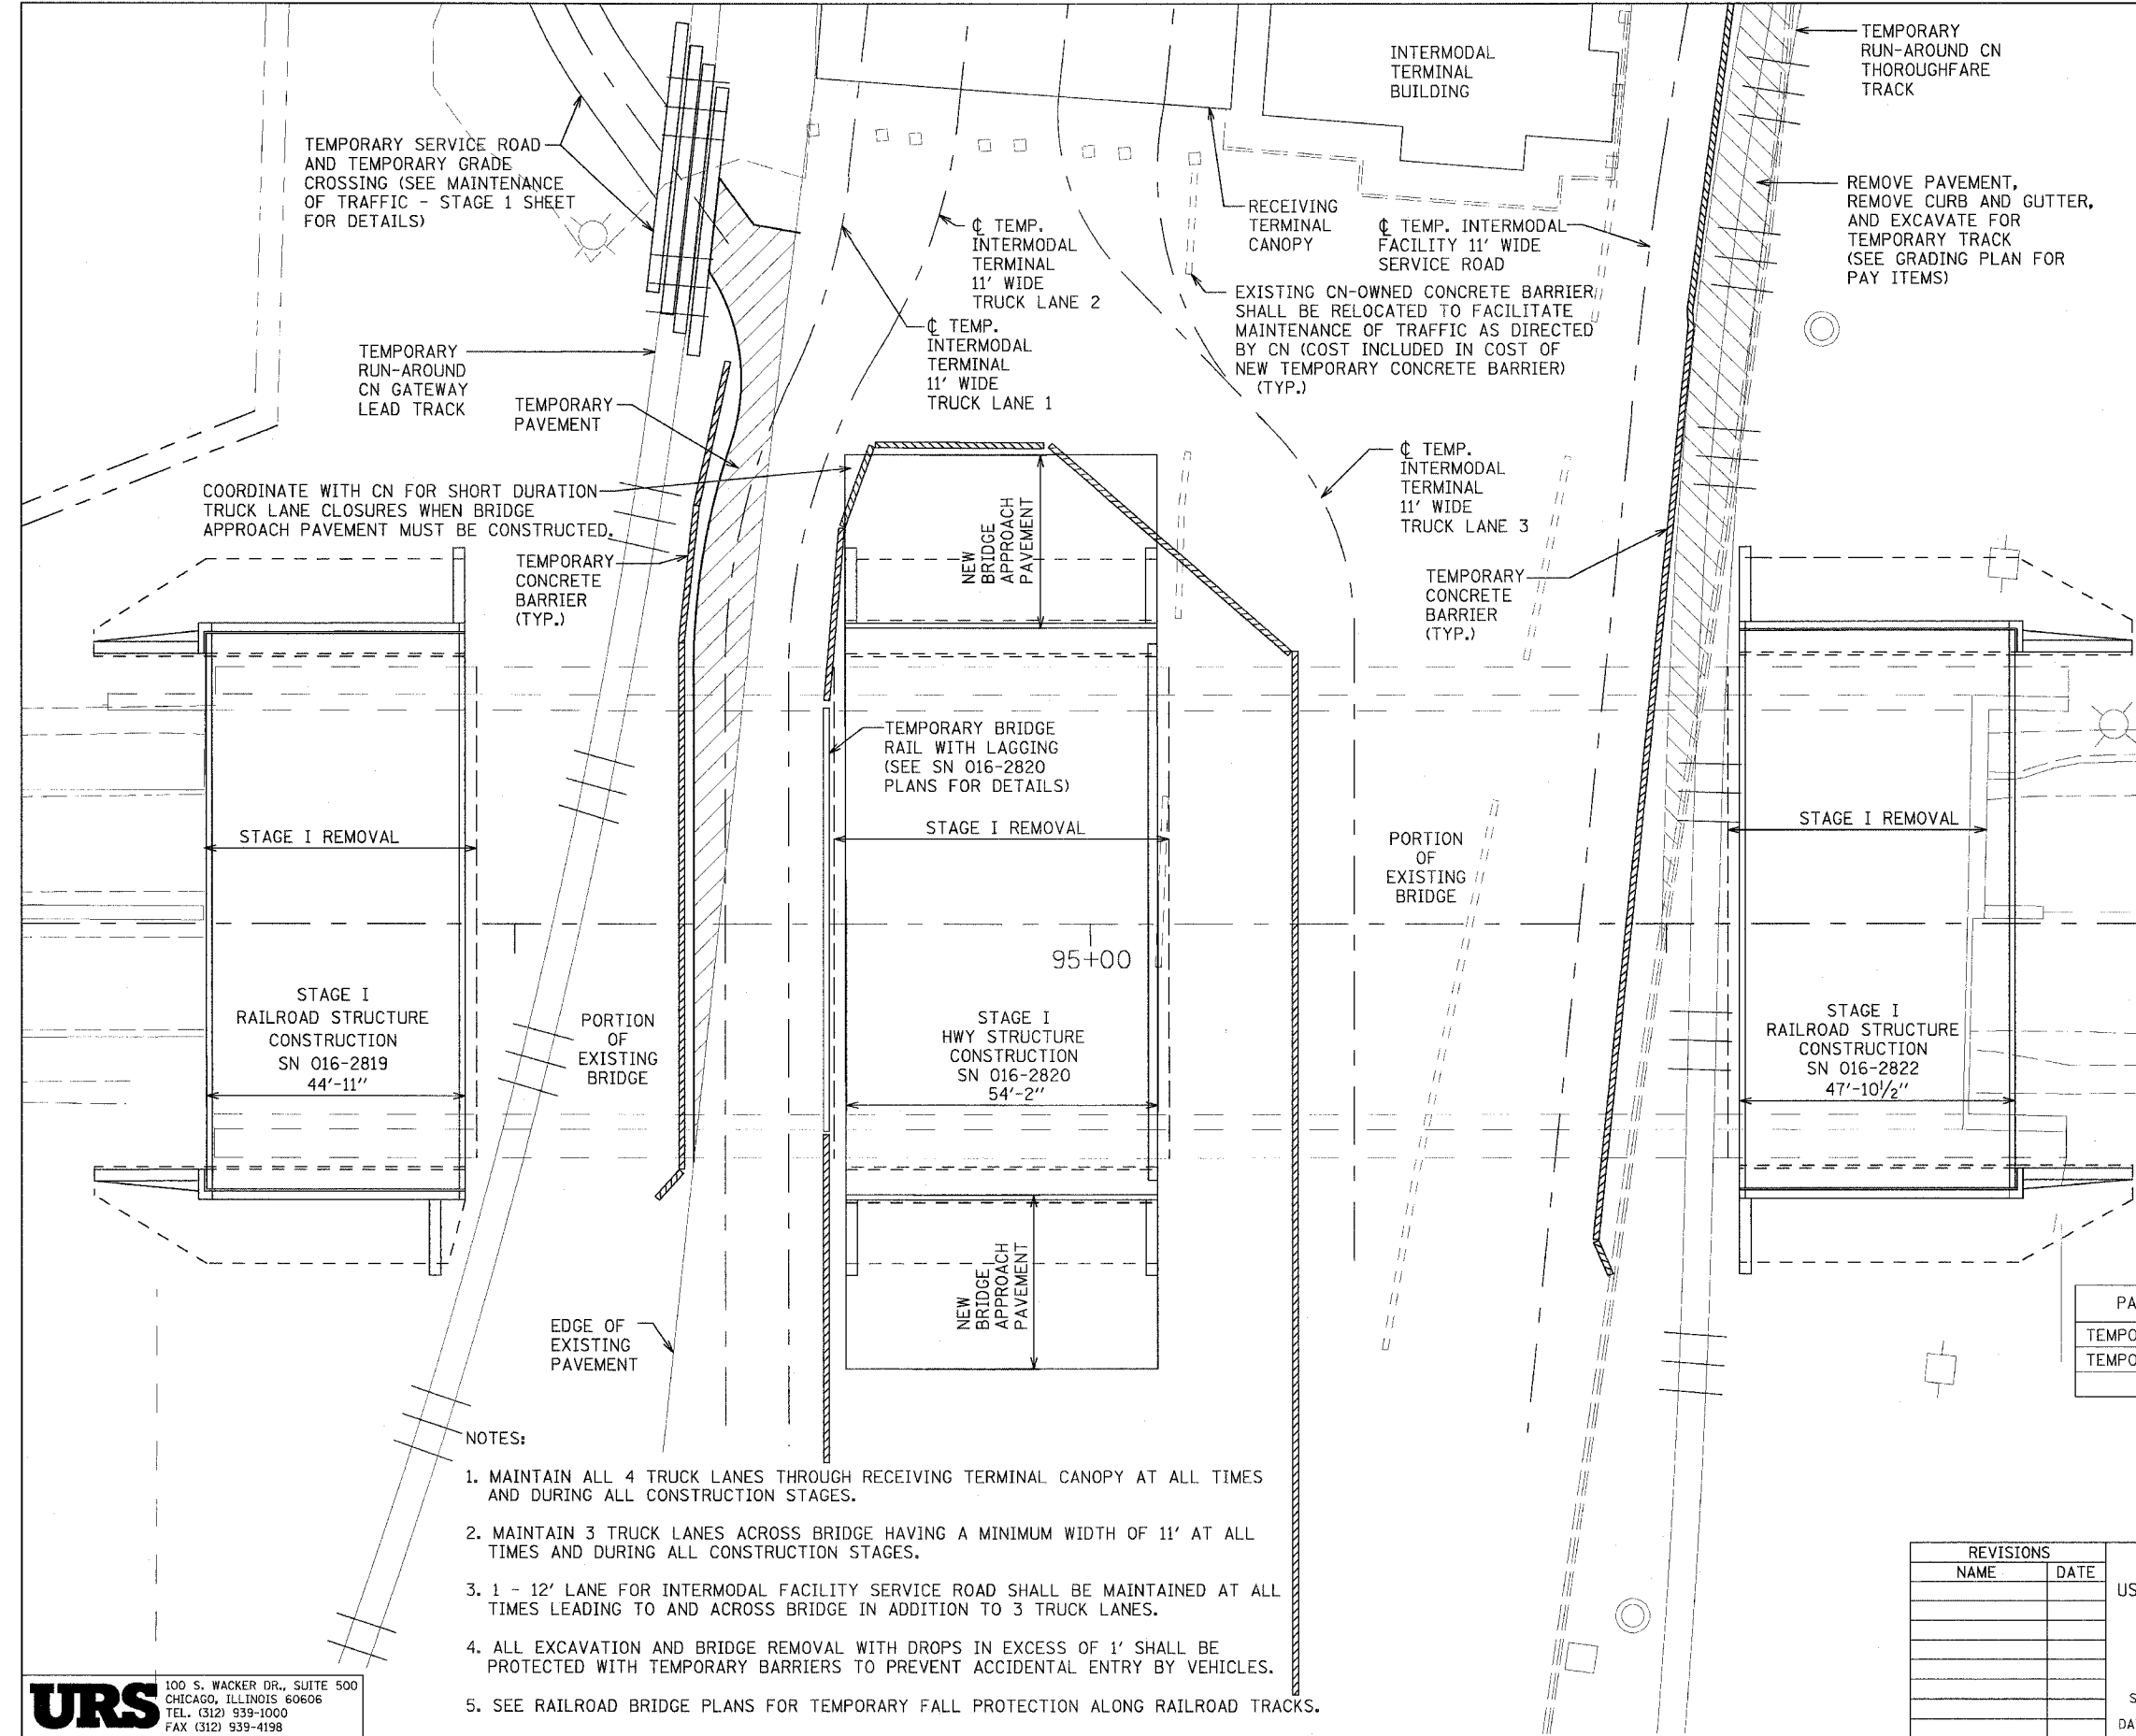 TEMPORARY
RUN-AROUND CN
THOROUGHFARE
TRACK
INTERMODAL
TERMINAL
BUILDING
TEMPORARY SERVICE ROAD
AND TEMPORARY GRADE
CROSSING (SEE MAINTENANCE
OF TRAFFIC - STAGE 1 SHEET
FOR DETAILS)
REMOVE PAVEMENT,
REMOVE CURB AND GUTTER,
AND EXCAVATE FOR
TEMPORARY TRACK
(SEE GRADING PLAN FOR
PAY ITEMS)
RECEIVING
TERMINAL
CANOPY
℄ TEMP. INTERMODAL
FACILITY 11' WIDE
SERVICE ROAD
℄ TEMP.
INTERMODAL
TERMINAL
11' WIDE
TRUCK LANE 2
EXISTING CN-OWNED CONCRETE BARRIER
SHALL BE RELOCATED TO FACILITATE
MAINTENANCE OF TRAFFIC AS DIRECTED
BY CN (COST INCLUDED IN COST OF
NEW TEMPORARY CONCRETE BARRIER)
(TYP.)
℄ TEMP.
INTERMODAL
TERMINAL
11' WIDE
TRUCK LANE 1
TEMPORARY
RUN-AROUND
CN GATEWAY
LEAD TRACK
TEMPORARY
PAVEMENT
℄ TEMP.
INTERMODAL
TERMINAL
11' WIDE
TRUCK LANE 3
COORDINATE WITH CN FOR SHORT DURATION
TRUCK LANE CLOSURES WHEN BRIDGE
APPROACH PAVEMENT MUST BE CONSTRUCTED.
NEW
BRIDGE
APPROACH
PAVEMENT
TEMPORARY
CONCRETE
BARRIER
(TYP.)
TEMPORARY
CONCRETE
BARRIER
(TYP.)
TEMPORARY BRIDGE
RAIL WITH LAGGING
(SEE SN 016-2820
PLANS FOR DETAILS)
STAGE I REMOVAL
STAGE I REMOVAL
STAGE I REMOVAL
PORTION
OF
EXISTING
BRIDGE
95+00
STAGE I
RAILROAD STRUCTURE
CONSTRUCTION
SN 016-2819
44'-11"
PORTION
OF
EXISTING
BRIDGE
STAGE I
HWY STRUCTURE
CONSTRUCTION
SN 016-2820
54'-2"
STAGE I
RAILROAD STRUCTURE
CONSTRUCTION
SN 016-2822
47'-10½"
NEW
BRIDGE
APPROACH
PAVEMENT
EDGE OF
EXISTING
PAVEMENT
PA
TEMPO
TEMPO
NOTES:
1. MAINTAIN ALL 4 TRUCK LANES THROUGH RECEIVING TERMINAL CANOPY AT ALL TIMES
AND DURING ALL CONSTRUCTION STAGES.
2. MAINTAIN 3 TRUCK LANES ACROSS BRIDGE HAVING A MINIMUM WIDTH OF 11' AT ALL
TIMES AND DURING ALL CONSTRUCTION STAGES.
3. 1 - 12' LANE FOR INTERMODAL FACILITY SERVICE ROAD SHALL BE MAINTAINED AT ALL
TIMES LEADING TO AND ACROSS BRIDGE IN ADDITION TO 3 TRUCK LANES.
4. ALL EXCAVATION AND BRIDGE REMOVAL WITH DROPS IN EXCESS OF 1' SHALL BE
PROTECTED WITH TEMPORARY BARRIERS TO PREVENT ACCIDENTAL ENTRY BY VEHICLES.
5. SEE RAILROAD BRIDGE PLANS FOR TEMPORARY FALL PROTECTION ALONG RAILROAD TRACKS.
REVISIONS
NAME DATE
US
S
DA
URS
100 S. WACKER DR., SUITE 500
CHICAGO, ILLINOIS 60606
TEL. (312) 939-1000
FAX (312) 939-4198